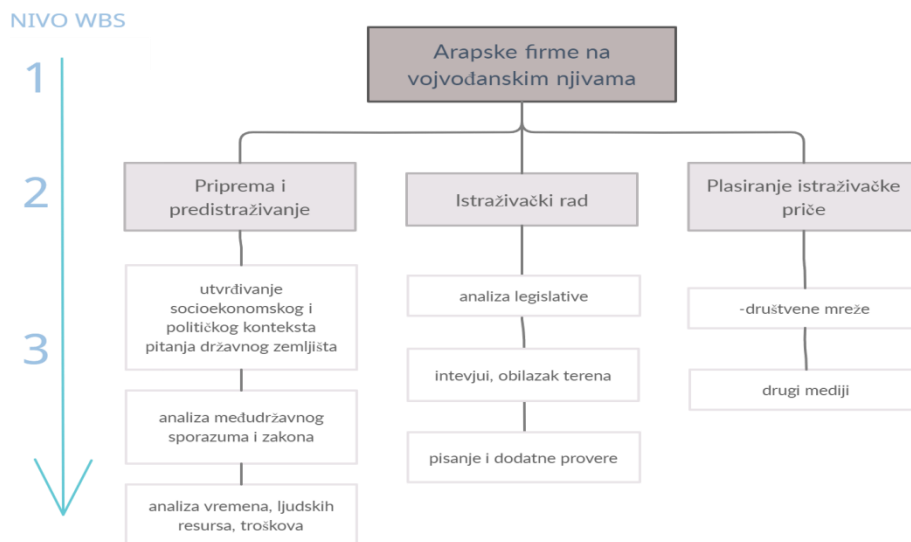 NIVO WBS
1
2
3
Arapske firme na
vojvođanskim njivama
Priprema i
predistraživanje
utvrđivanje
socioekonomskog i
političkog konteksta
pitanja državnog zemljišta
analiza međudržavnog
sporazuma i zakona
analiza vremena, ljudskih
resursa, troškova
Istraživački rad
analiza legislative
intevjui, obilazak terena
pisanje i dodatne provere
Plasiranje istraživačke
priče
-društvene mreže
drugi mediji